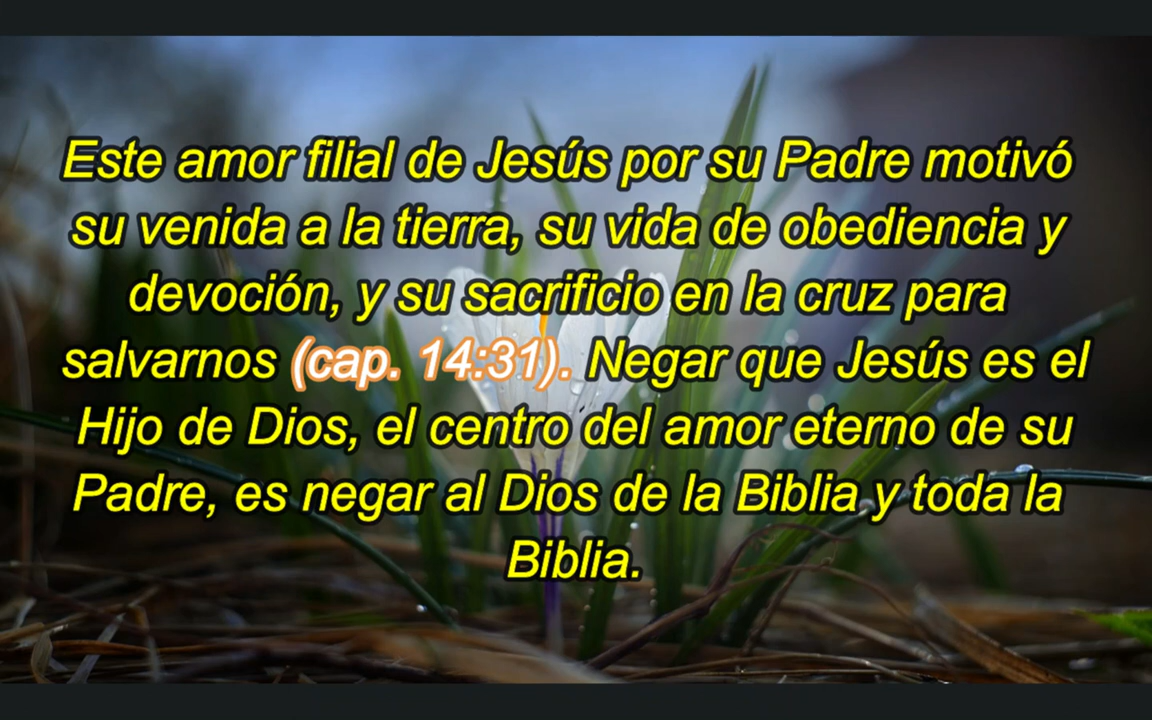 Este amor filial de Jesús por su Padre motivó
su venida a la tierra, su vida de obediencia y
devoción, y su sacrificio en la cruz para
salvarnos (cap. 14:31). Negar que Jesús es el
Hijo de Dios, el centro del amor eterno de su
Padre, es negar al Dios de la Biblia y toda la
Biblia.